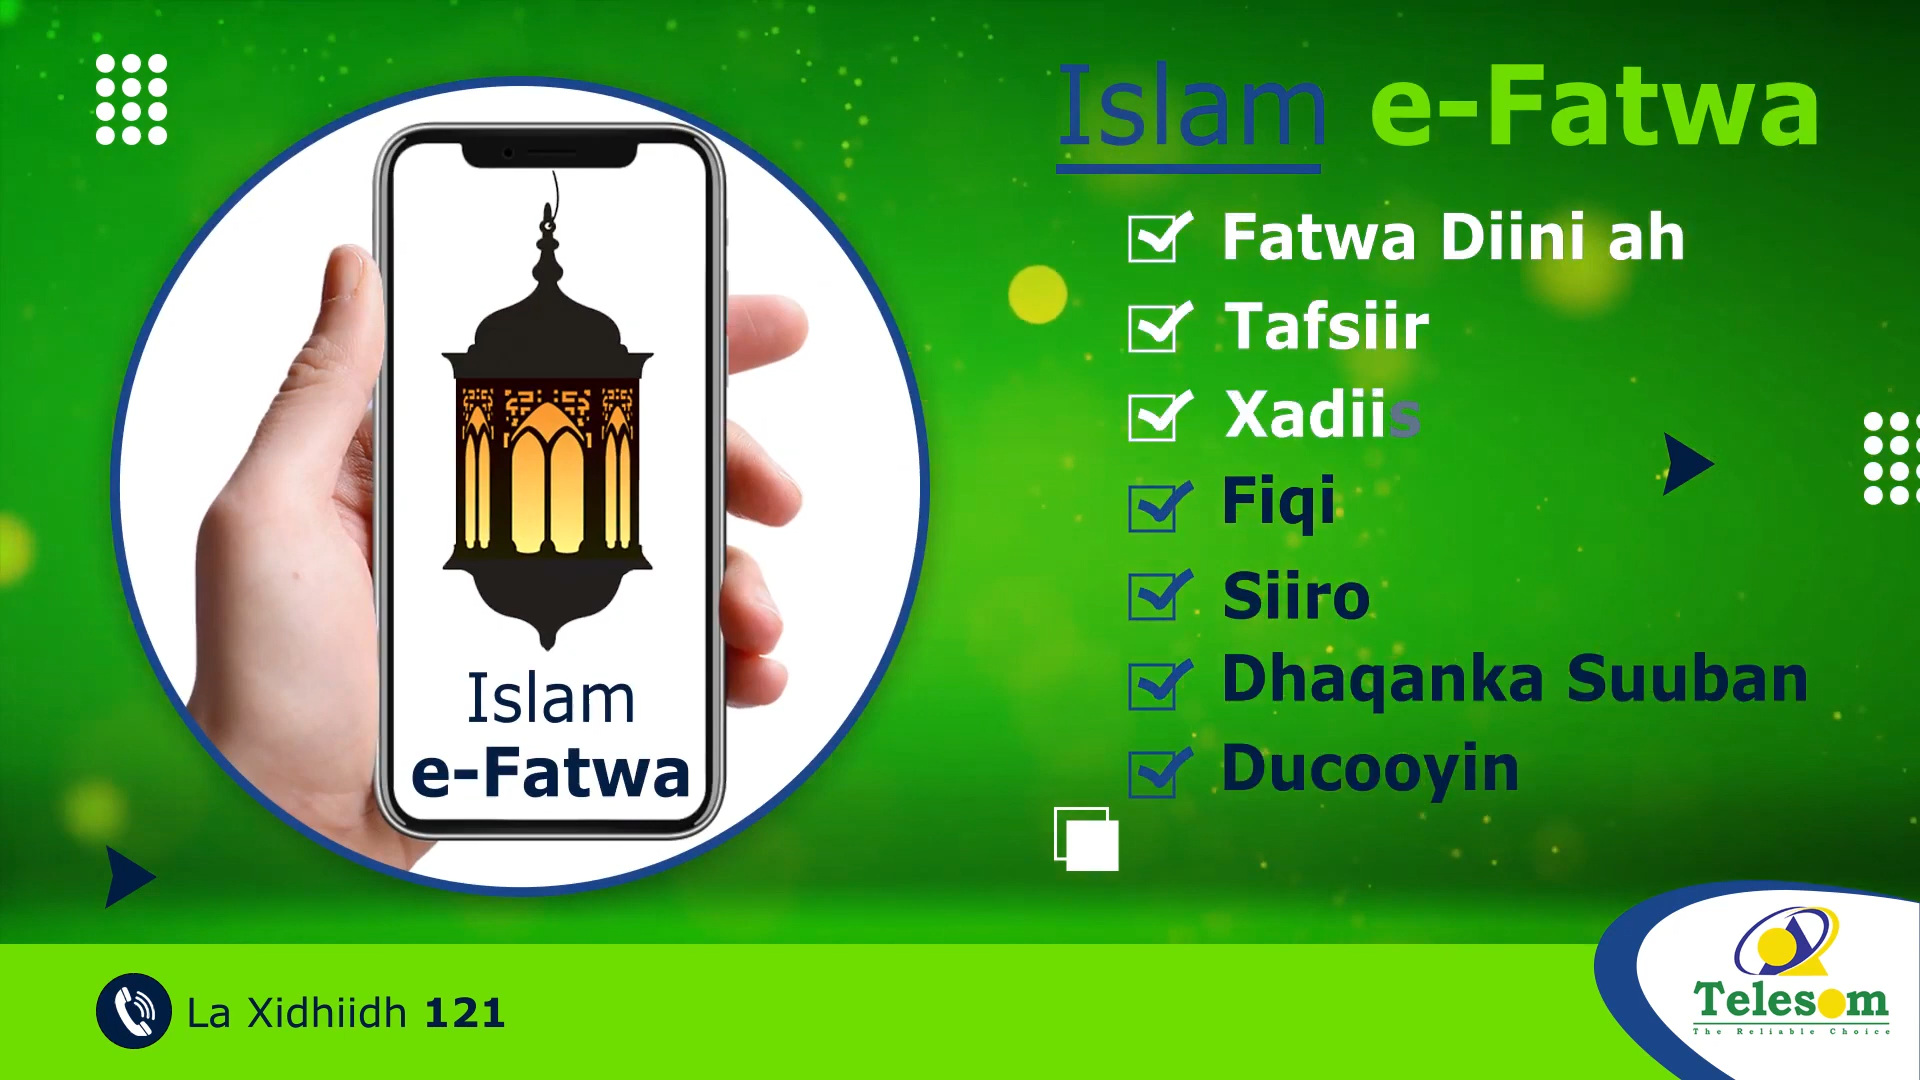 Islam e-Fatwa
Fatwa Diini ah
Tafsiir
Xadiis
Fiqi
Siiro
Dhaqanka Suuban
Ducooyin
Islam
e-Fatwa
La Xidhiidh 121
Telesom
The Reliable Choice